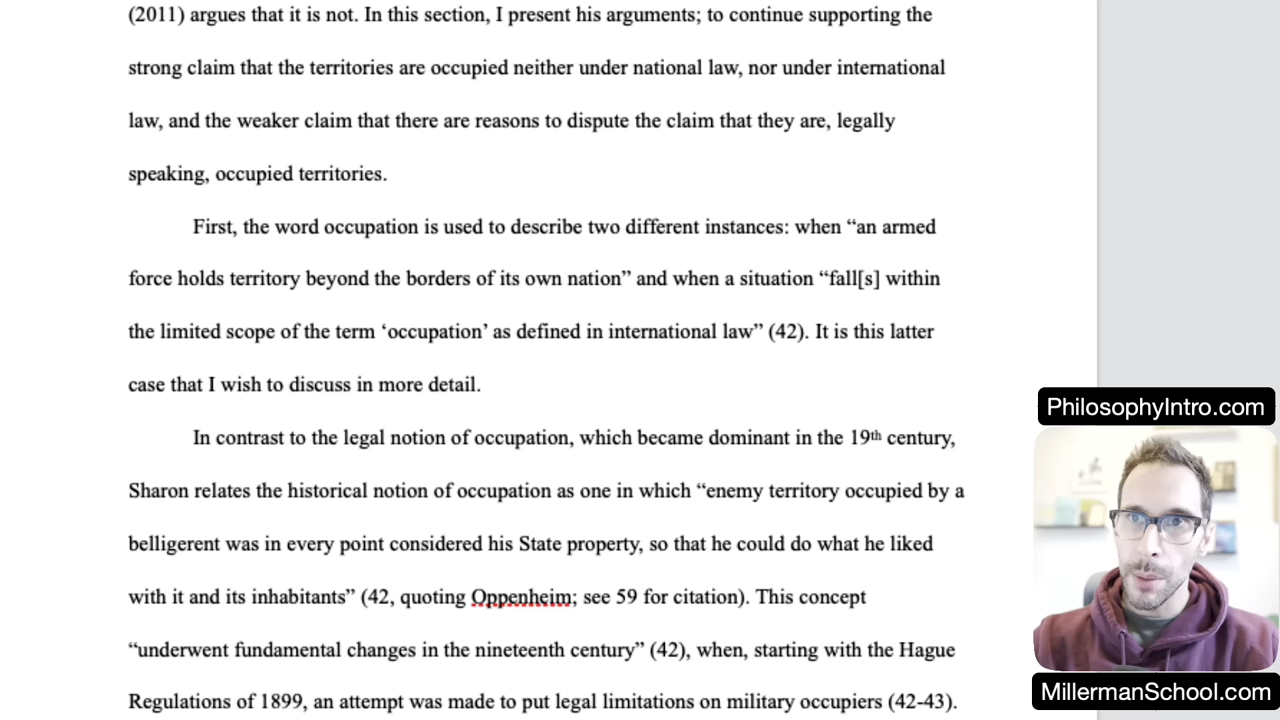 (2011) argues that it is not. In this section, I present his arguments; to continue supporting the
strong claim that the territories are occupied neither under national law, nor under international
law, and the weaker claim that there are reasons to dispute the claim that they are, legally
speaking, occupied territories.
First, the word occupation is used to describe two different instances: when “an armed
force holds territory beyond the borders of its own nation” and when a situation “fall[s] within
the limited scope of the term ‘occupation’ as defined in international law” (42). It is this latter
case that I wish to discuss in more detail.
In contrast to the legal notion of occupation, which became dominant in the 19th century,
Sharon relates the historical notion of occupation as one in which “enemy territory occupied by a
belligerent was in every point considered his State property, so that he could do what he liked
with it and its inhabitants” (42, quoting Oppenheim; see 59 for citation). This concept
“underwent fundamental changes in the nineteenth century” (42), when, starting with the Hague
Regulations of 1899, an attempt was made to put legal limitations on military occupiers (42-43).
PhilosophyIntro.com
MillermanSchool.com